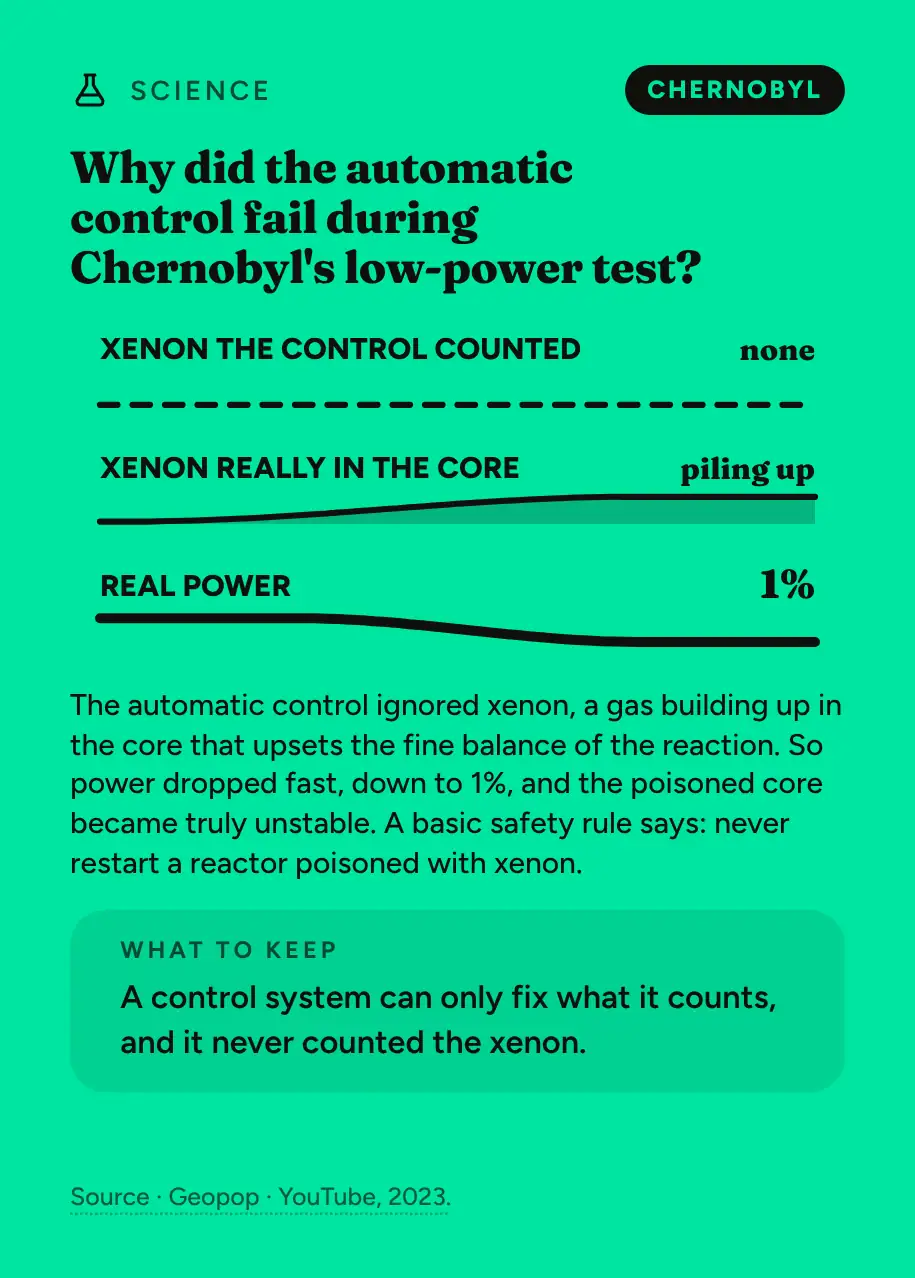 SCIENCE
CHERNOBYL
Why did the automatic
control fail during
Chernobyl's low-power test?
XENON THE CONTROL COUNTED none
XENON REALLY IN THE CORE piling up
REAL POWER 1%
The automatic control ignored xenon, a gas building up in
the core that upsets the fine balance of the reaction. So
power dropped fast, down to 1%, and the poisoned core
became truly unstable. A basic safety rule says: never
restart a reactor poisoned with xenon.
WHAT TO KEEP
A control system can only fix what it counts,
and it never counted the xenon.
Source · Geopop · YouTube, 2023.